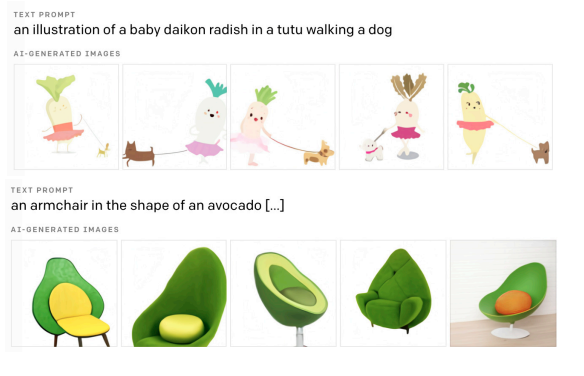 TEXT PROMPT
an illustration of a baby daikon radish in a tutu walking a dog
AI-GENERATED IMAGES
TEXT PROMPT
an armchair in the shape of an avocado [...]
AI-GENERATED IMAGES